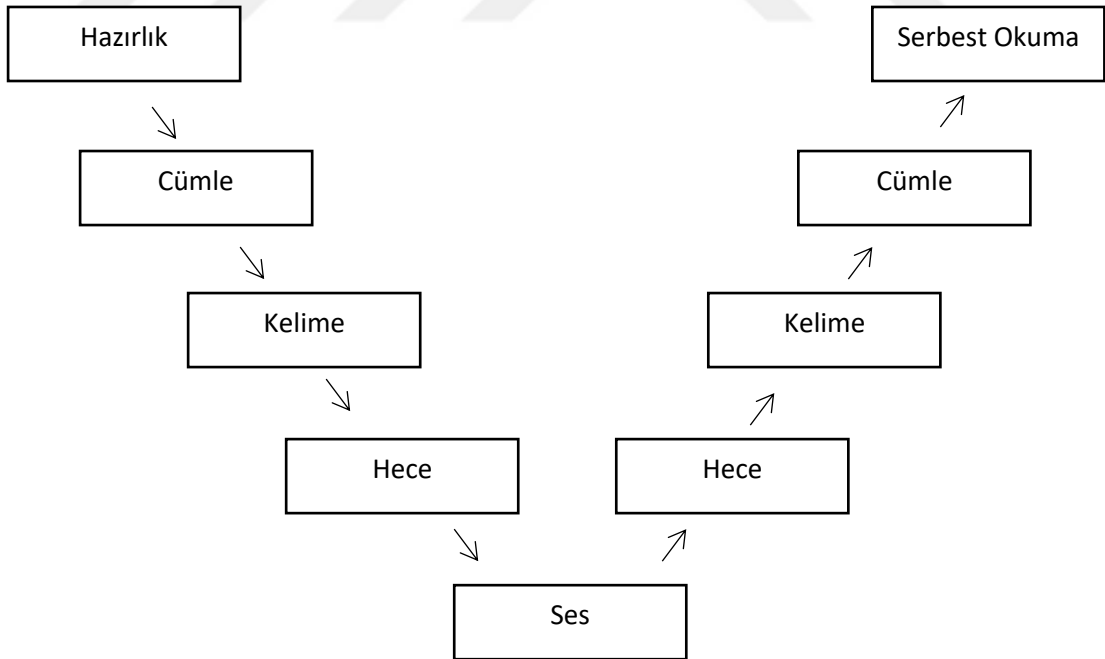 Hazırlık
Serbest Okuma
Cümle
Cümle
Kelime
Kelime
Hece
Hece
Ses